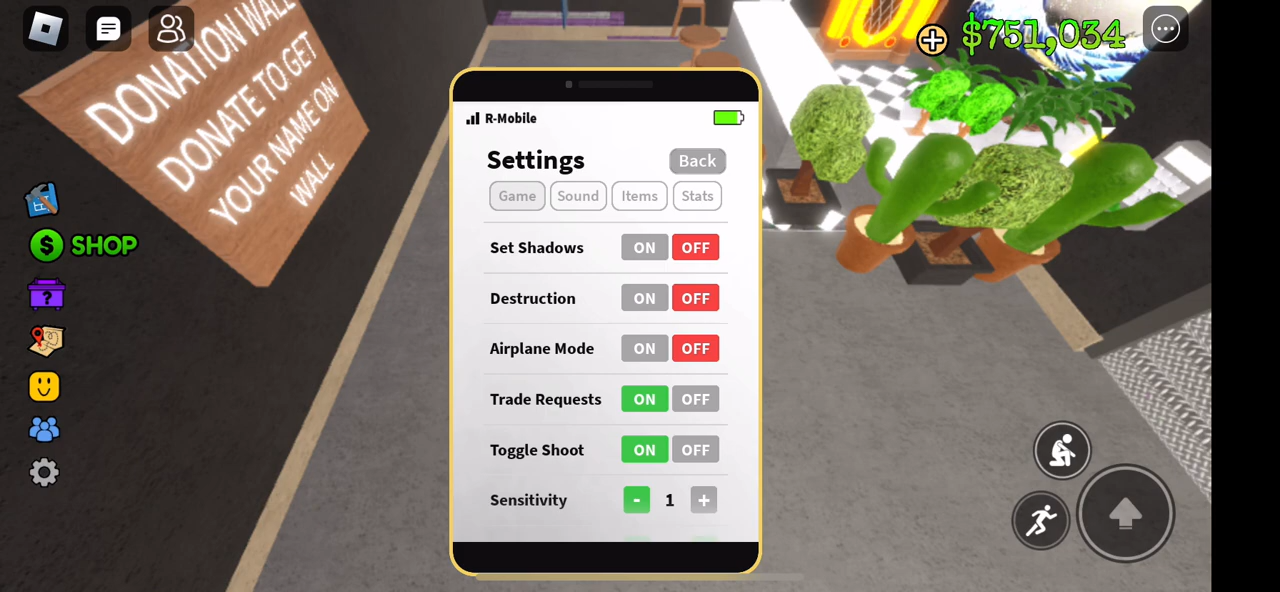 DONATION WALL
DONATE TO GET
YOUR NAME ON
WALL
$751,034
$ SHOP
?
R-Mobile
Settings
Back
Game Sound Items Stats
Set Shadows ON OFF
Destruction ON OFF
Airplane Mode ON OFF
Trade Requests ON OFF
Toggle Shoot ON OFF
Sensitivity - 1 +